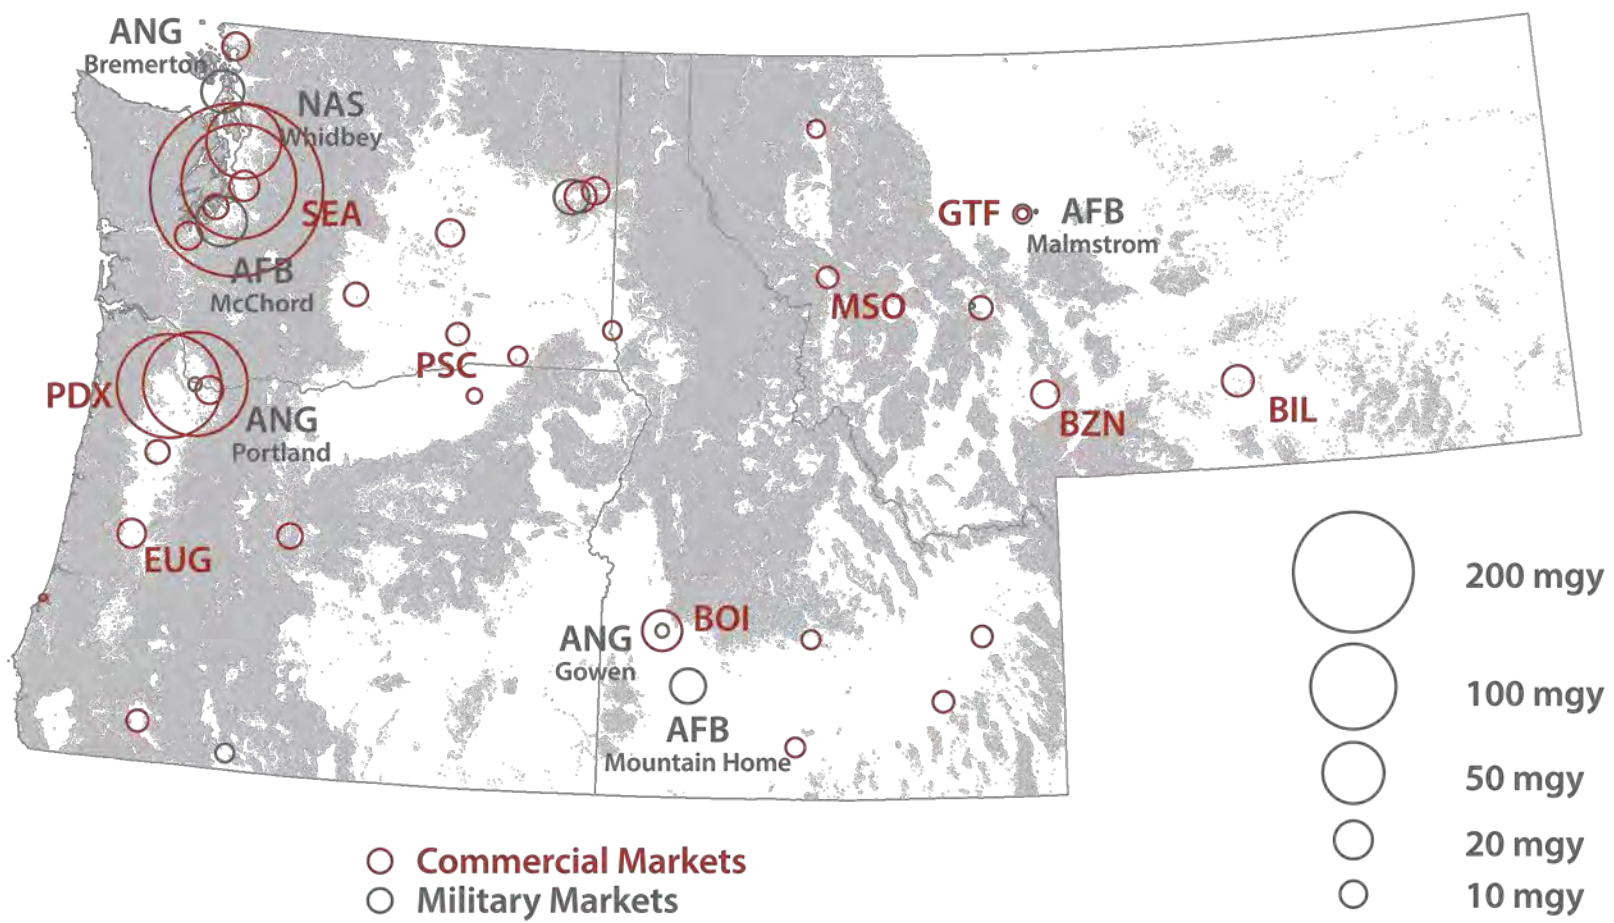 ANG
Bremerton
NAS
Whidbey
SEA
AFB
McChord
GTF
AFB
Malmstrom
MSO
PSC
PDX
ANG
Portland
BZN
BIL
EUG
BOI
ANG
Gowen
AFB
Mountain Home
200 mgy
100 mgy
50 mgy
20 mgy
10 mgy
Commercial Markets
Military Markets